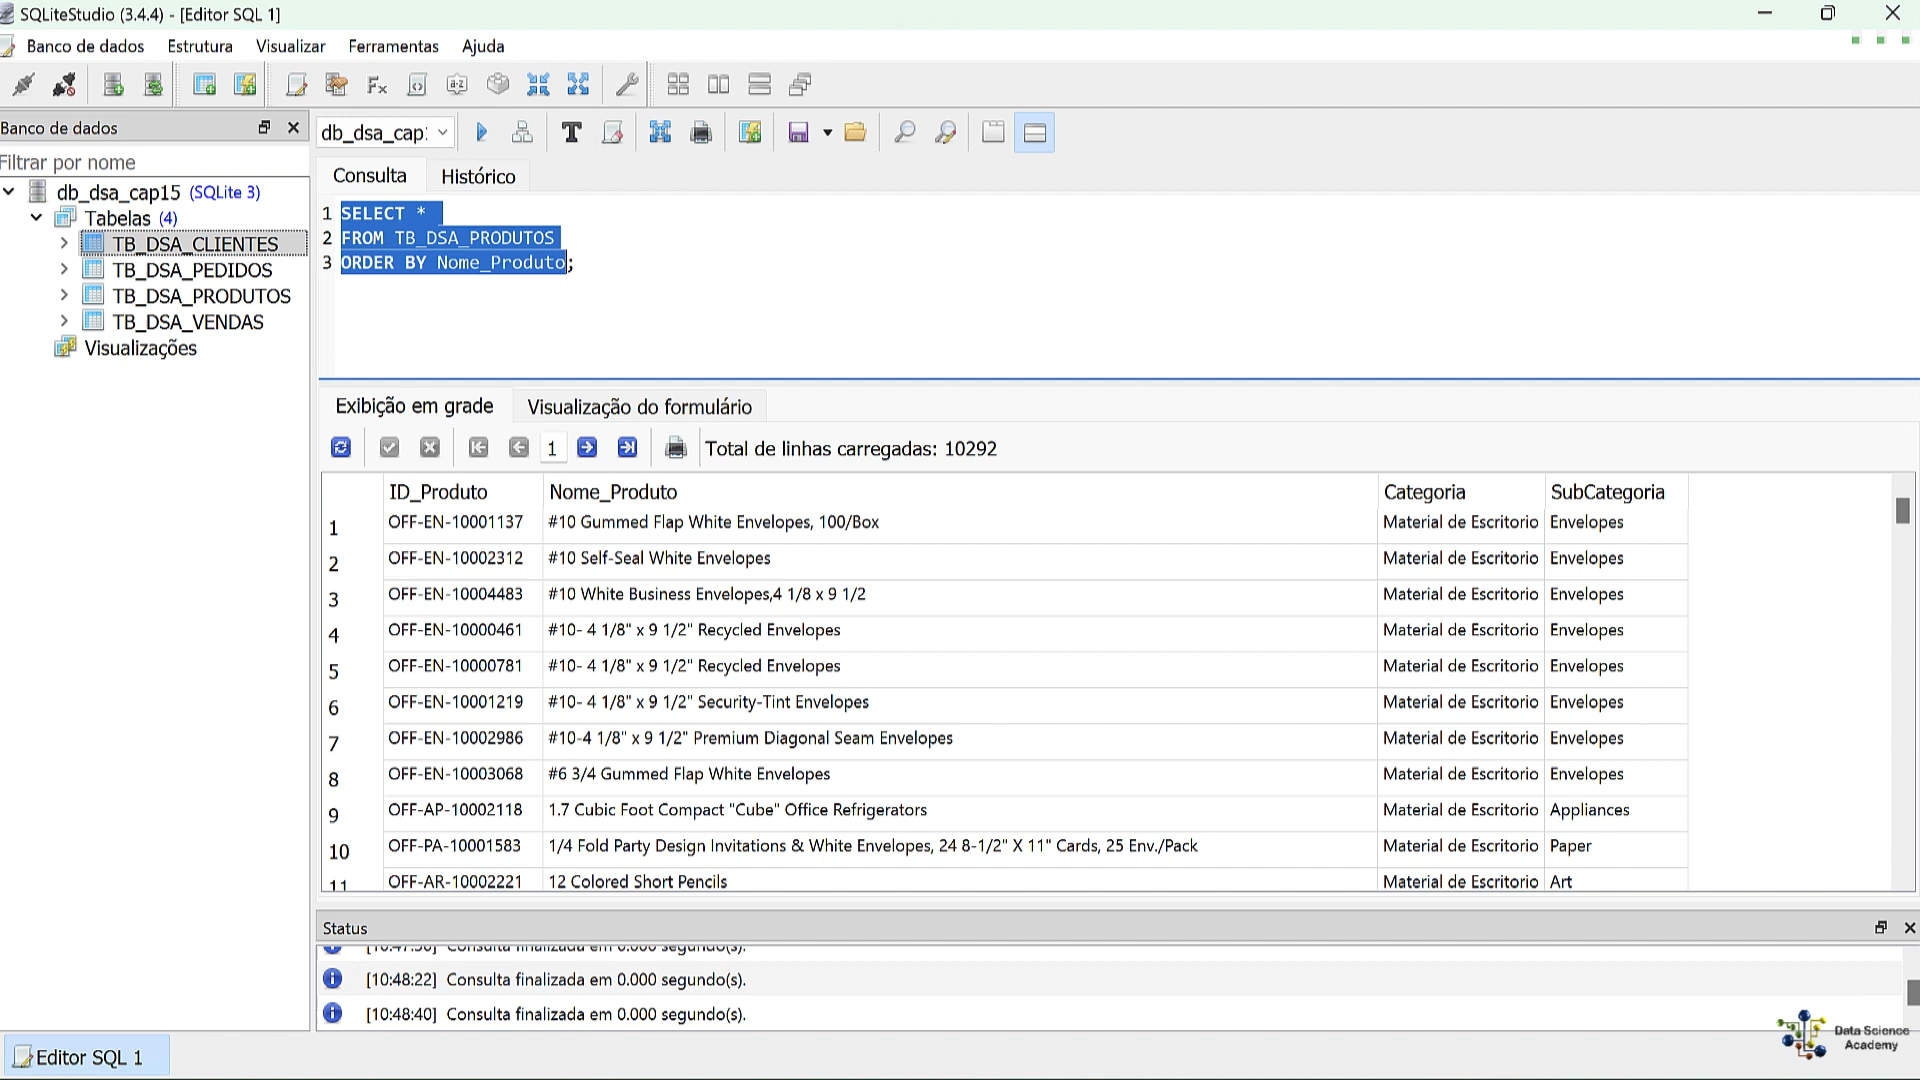 SQLiteStudio (3.4.4) - [Editor SQL 1]
Banco de dados Estrutura Visualizar Ferramentas Ajuda
Banco de dados
Filtrar por nome
db_dsa_cap15 (SQLite 3)
Tabelas (4)
TB_DSA_CLIENTES
TB_DSA_PEDIDOS
TB_DSA_PRODUTOS
TB_DSA_VENDAS
Visualizações
db_dsa_cap
Consulta Histórico
1 SELECT *
2 FROM TB_DSA_PRODUTOS
3 ORDER BY Nome_Produto;
Exibição em grade Visualização do formulário
1 Total de linhas carregadas: 10292
ID_Produto Nome_Produto Categoria SubCategoria
1 OFF-EN-10001137 #10 Gummed Flap White Envelopes, 100/Box Material de Escritorio Envelopes
2 OFF-EN-10002312 #10 Self-Seal White Envelopes Material de Escritorio Envelopes
3 OFF-EN-10004483 #10 White Business Envelopes,4 1/8 x 9 1/2 Material de Escritorio Envelopes
4 OFF-EN-10000461 #10- 4 1/8" x 9 1/2" Recycled Envelopes Material de Escritorio Envelopes
5 OFF-EN-10000781 #10- 4 1/8" x 9 1/2" Recycled Envelopes Material de Escritorio Envelopes
6 OFF-EN-10001219 #10- 4 1/8" x 9 1/2" Security-Tint Envelopes Material de Escritorio Envelopes
7 OFF-EN-10002986 #10-4 1/8" x 9 1/2" Premium Diagonal Seam Envelopes Material de Escritorio Envelopes
8 OFF-EN-10003068 #6 3/4 Gummed Flap White Envelopes Material de Escritorio Envelopes
9 OFF-AP-10002118 1.7 Cubic Foot Compact "Cube" Office Refrigerators Material de Escritorio Appliances
10 OFF-PA-10001583 1/4 Fold Party Design Invitations & White Envelopes, 24 8-1/2" X 11" Cards, 25 Env./Pack Material de Escritorio Paper
11 OFF-AR-10002221 12 Colored Short Pencils Material de Escritorio Art
Status
Consulta finalizada em 0.000 segundo(s).
[10:48:22] Consulta finalizada em 0.000 segundo(s).
[10:48:40] Consulta finalizada em 0.000 segundo(s).
Data Science
Academy
Editor SQL 1